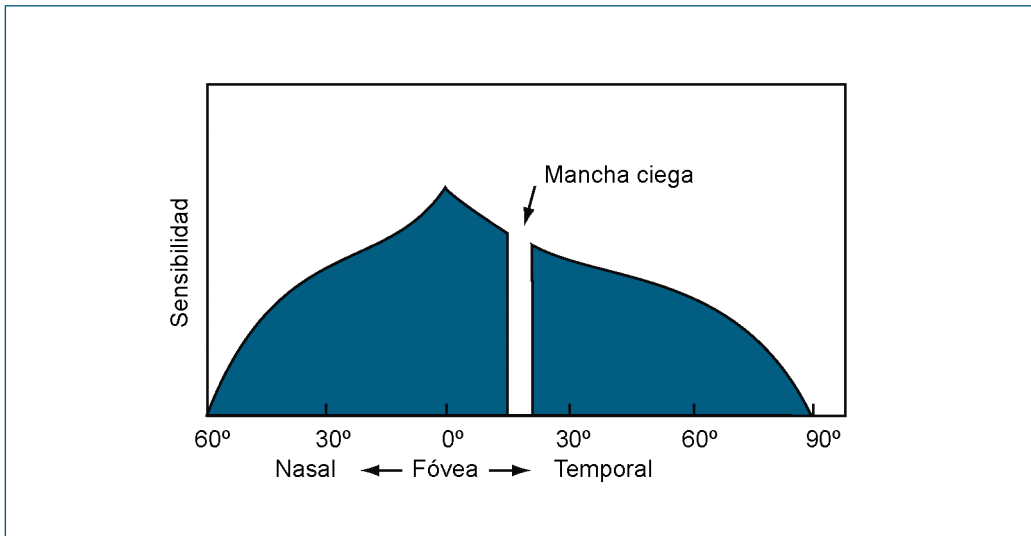 Mancha ciega
Sensibilidad
60º 30º 0º 30º 60º 90º
Nasal Fóvea Temporal